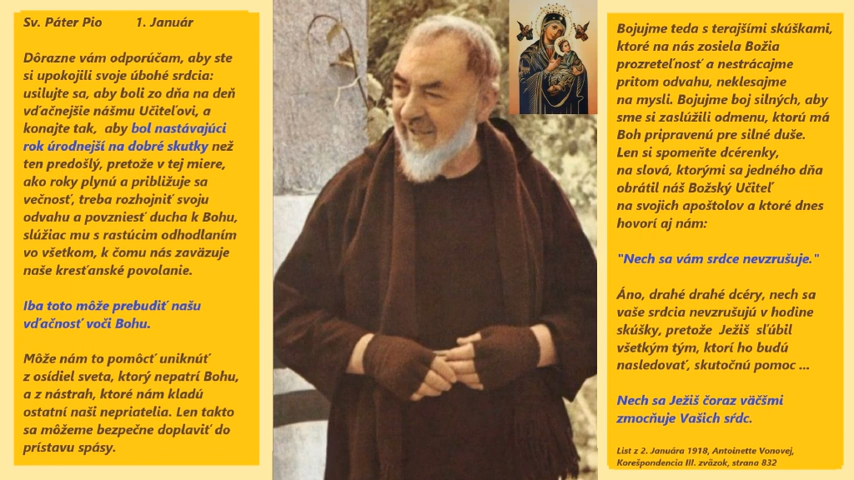 Sv. Páter Pio 1. Január
Dôrazne vám odporúčam, aby ste
si upokojili svoje úbohé srdcia:
usilujte sa, aby boli zo dňa na deň
vďačnejšie nášmu Učiteľovi, a
konajte tak, aby bol nastávajúci
rok úrodnejší na dobré skutky než
ten predošlý, pretože v tej miere,
ako roky plynú a približuje sa
večnosť, treba rozhojniť svoju
odvahu a povzniesť ducha k Bohu,
slúžiac mu s rastúcim odhodlaním
vo všetkom, k čomu nás zaväzuje
naše kresťanské povolanie.
Iba toto môže prebudiť našu
vďačnosť voči Bohu.
Môže nám to pomôcť uniknúť
z osídiel sveta, ktorý nepatrí Bohu,
a z nástrah, ktoré nám kladú
ostatní naši nepriatelia. Len takto
sa môžeme bezpečne doplaviť do
prístavu spásy.
Bojujme teda s terajšími skúškami,
ktoré na nás zosiela Božia
prozreteľnosť a nestrácajme
pritom odvahu, neklesajme
na mysli. Bojujme boj silných, aby
sme si zaslúžili odmenu, ktorú má
Boh pripravenú pre silné duše.
Len si spomeňte dcérenky,
na slová, ktorými sa jedného dňa
obrátil náš Božský Učiteľ
na svojich apoštolov a ktoré dnes
hovorí aj nám:
"Nech sa vám srdce nevzrušuje."
Áno, drahé drahé dcéry, nech sa
vaše srdcia nevzrušujú v hodine
skúšky, pretože Ježiš sľúbil
všetkým tým, ktorí ho budú
nasledovať, skutočnú pomoc ...
Nech sa Ježiš čoraz väčšmi
zmocňuje Vašich sŕdc.
List z 2. Januára 1918, Antoinette Vonovej,
Korešpondencia III. zväzok, strana 832